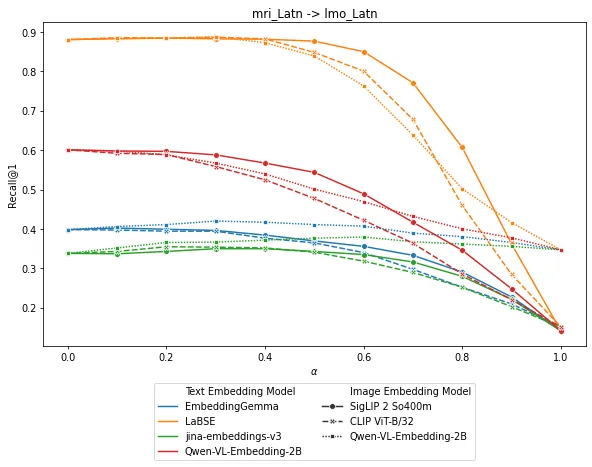 mri_Latn -> lmo_Latn
Recall@1
0.9
0.8
0.7
0.6
0.5
0.4
0.3
0.2
0.0 0.2 0.4 0.6 0.8 1.0
α
Text Embedding Model Image Embedding Model
EmbeddingGemma SigLIP 2 So400m
LaBSE CLIP ViT-B/32
jina-embeddings-v3 Qwen-VL-Embedding-2B
Qwen-VL-Embedding-2B